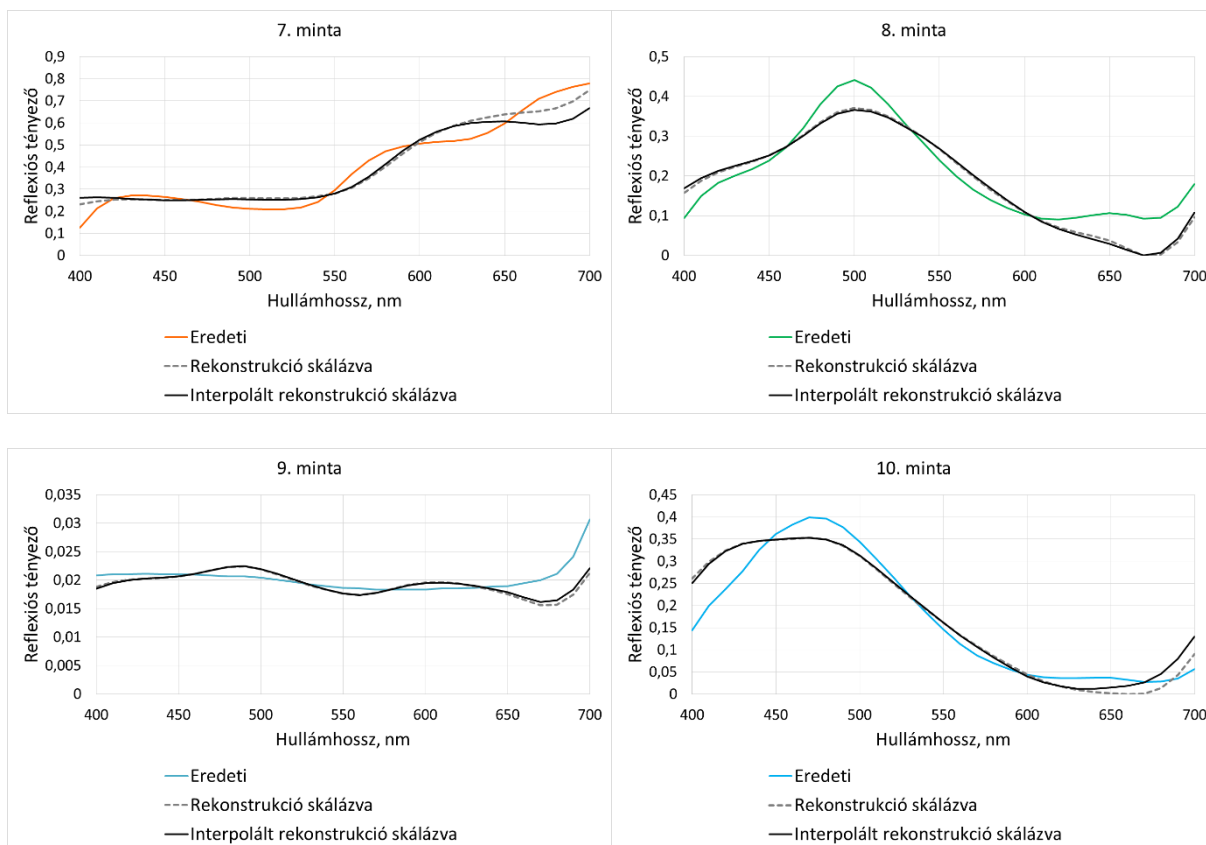 7. minta
Reflexiós tényező
0,9
0,8
0,7
0,6
0,5
0,4
0,3
0,2
0,1
0
400 450 500 550 600 650 700
Hullámhossz, nm
Eredeti
Rekonstrukció skálázva
Interpolált rekonstrukció skálázva
8. minta
Reflexiós tényező
0,5
0,4
0,3
0,2
0,1
0
400 450 500 550 600 650 700
Hullámhossz, nm
Eredeti
Rekonstrukció skálázva
Interpolált rekonstrukció skálázva
9. minta
Reflexiós tényező
0,035
0,03
0,025
0,02
0,015
0,01
0,005
0
400 450 500 550 600 650 700
Hullámhossz, nm
Eredeti
Rekonstrukció skálázva
Interpolált rekonstrukció skálázva
10. minta
Reflexiós tényező
0,45
0,4
0,35
0,3
0,25
0,2
0,15
0,1
0,05
0
400 450 500 550 600 650 700
Hullámhossz, nm
Eredeti
Rekonstrukció skálázva
Interpolált rekonstrukció skálázva